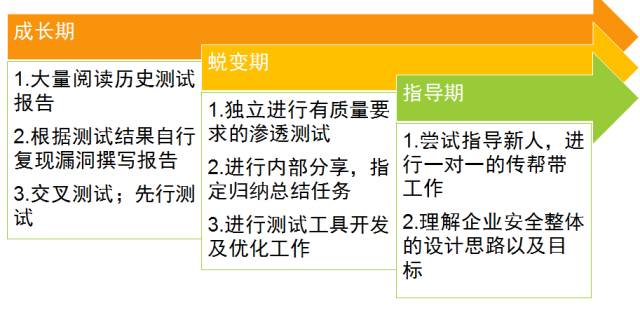 成长期
1.大量阅读历史测试
报告
2.根据测试结果自行
复现漏洞撰写报告
3.交叉测试；先行测
试
蜕变期
1.独立进行有质量要
求的渗透测试
2.进行内部分享，指
定归纳总结任务
3.进行测试工具开发
及优化工作
指导期
1.尝试指导新人，进
行一对一的传帮带
工作
2.理解企业安全整体
的设计思路以及目
标